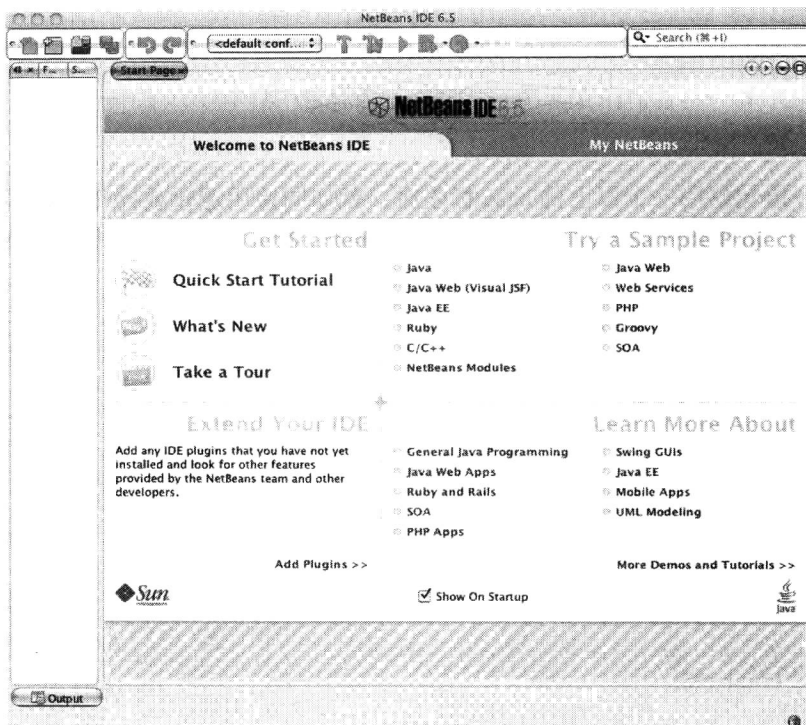 NetBeans IDE 6.5
<default conf...
Search (⌘+I)
F... S...
Start Page
NetBeans IDE 6.5
Welcome to NetBeans IDE
My NetBeans
Get Started
Quick Start Tutorial
What's New
Take a Tour
Try a Sample Project
Java
Java Web (Visual JSF)
Java EE
Ruby
C/C++
NetBeans Modules
Java Web
Web Services
PHP
Groovy
SOA
Extend Your IDE
Add any IDE plugins that you have not yet
installed and look for other features
provided by the NetBeans team and other
developers.
Add Plugins >>
Learn More About
General Java Programming
Java Web Apps
Ruby and Rails
SOA
PHP Apps
Swing GUIs
Java EE
Mobile Apps
UML Modeling
More Demos and Tutorials >>
Sun
Show On Startup
Java
Output